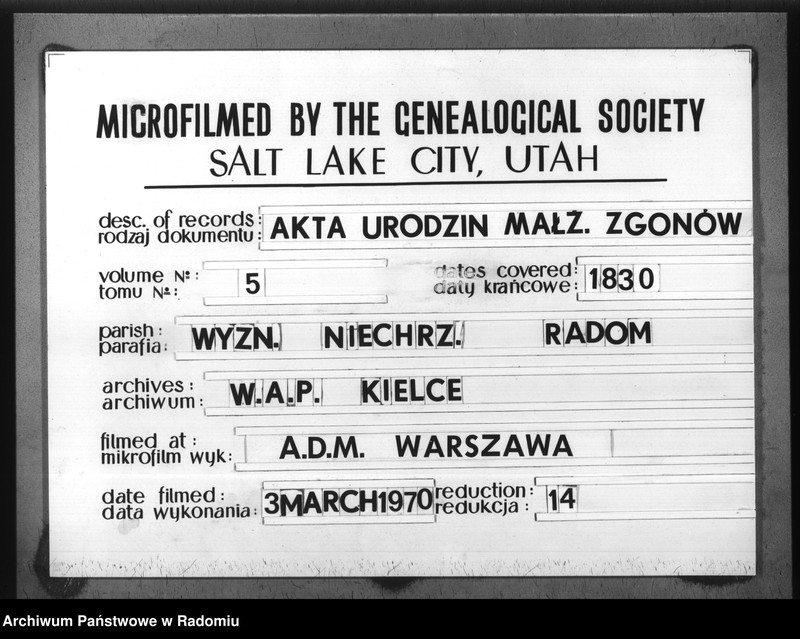 MICROFILMED BY THE GENEALOGICAL SOCIETY
SALT LAKE CITY, UTAH
desc. of records: AKTA URODZIN MAŁŻ. ZGONÓW
rodzaj dokumentu:
volume №: 5 dates covered: 1830
tomu №: daty krańcowe:
parish: WYZN. NIECHRZ. RADOM
parafia:
archives: W.A.P. KIELCE
archiwum:
filmed at: A.D.M. WARSZAWA
mikrofilm wyk:
date filmed: 3MARCH1970 reduction: 14
data wykonania: redukcja:
Archiwum Państwowe w Radomiu